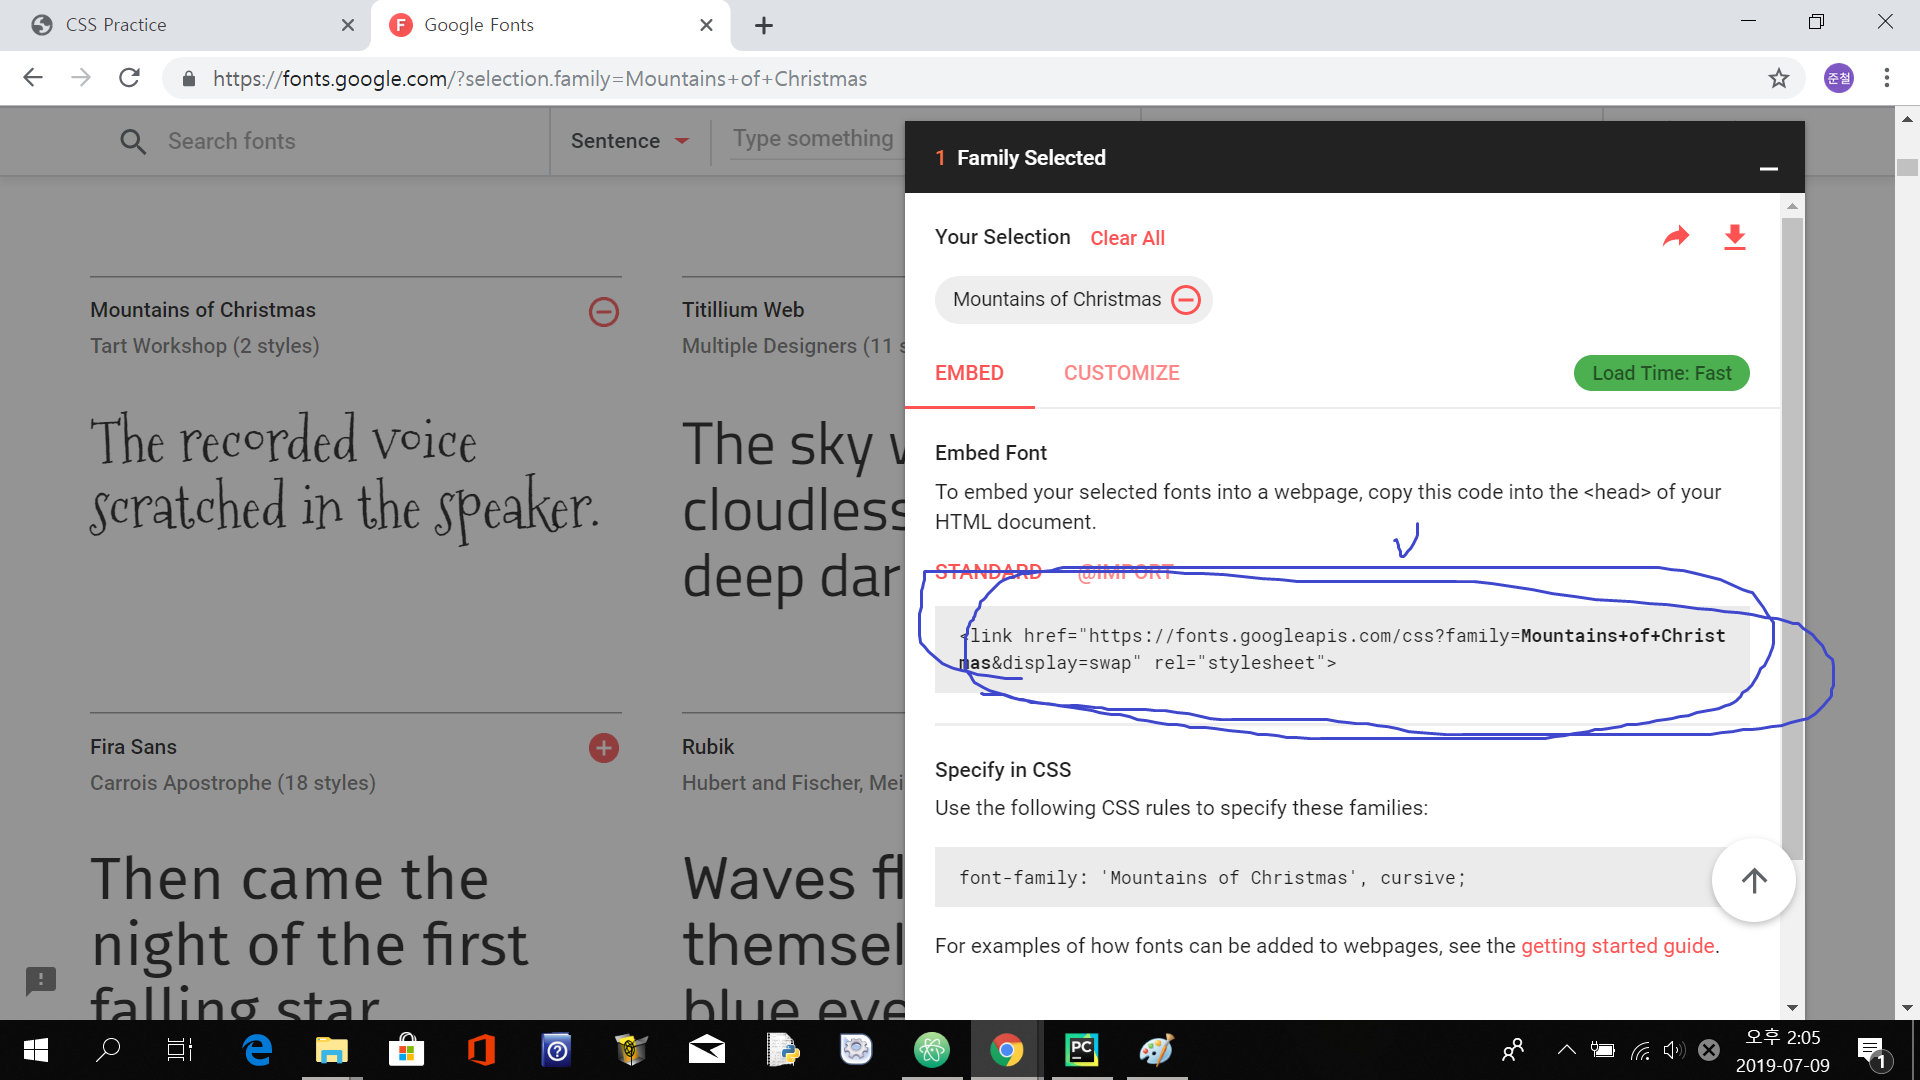 CSS Practice
Google Fonts
https://fonts.google.com/?selection.family=Mountains+of+Christmas
준철
Search fonts
Sentence
Type something
1 Family Selected
Your Selection Clear All
Mountains of Christmas
EMBED CUSTOMIZE Load Time: Fast
Embed Font
To embed your selected fonts into a webpage, copy this code into the <head> of your
HTML document.
STANDARD @IMPORT
<link href="https://fonts.googleapis.com/css?family=Mountains+of+Christ
mas&display=swap" rel="stylesheet">
Specify in CSS
Use the following CSS rules to specify these families:
font-family: 'Mountains of Christmas', cursive;
For examples of how fonts can be added to webpages, see the getting started guide.
Mountains of Christmas
Tart Workshop (2 styles)
The recorded voice
scratched in the speaker.
Titillium Web
Multiple Designers (11 s
The sky w
cloudless
deep dar
Fira Sans
Carrois Apostrophe (18 styles)
Then came the
night of the first
falling star
Rubik
Hubert and Fischer, Mei
Waves fl
themsel
blue eve
PC
오후 2:05
2019-07-09
1